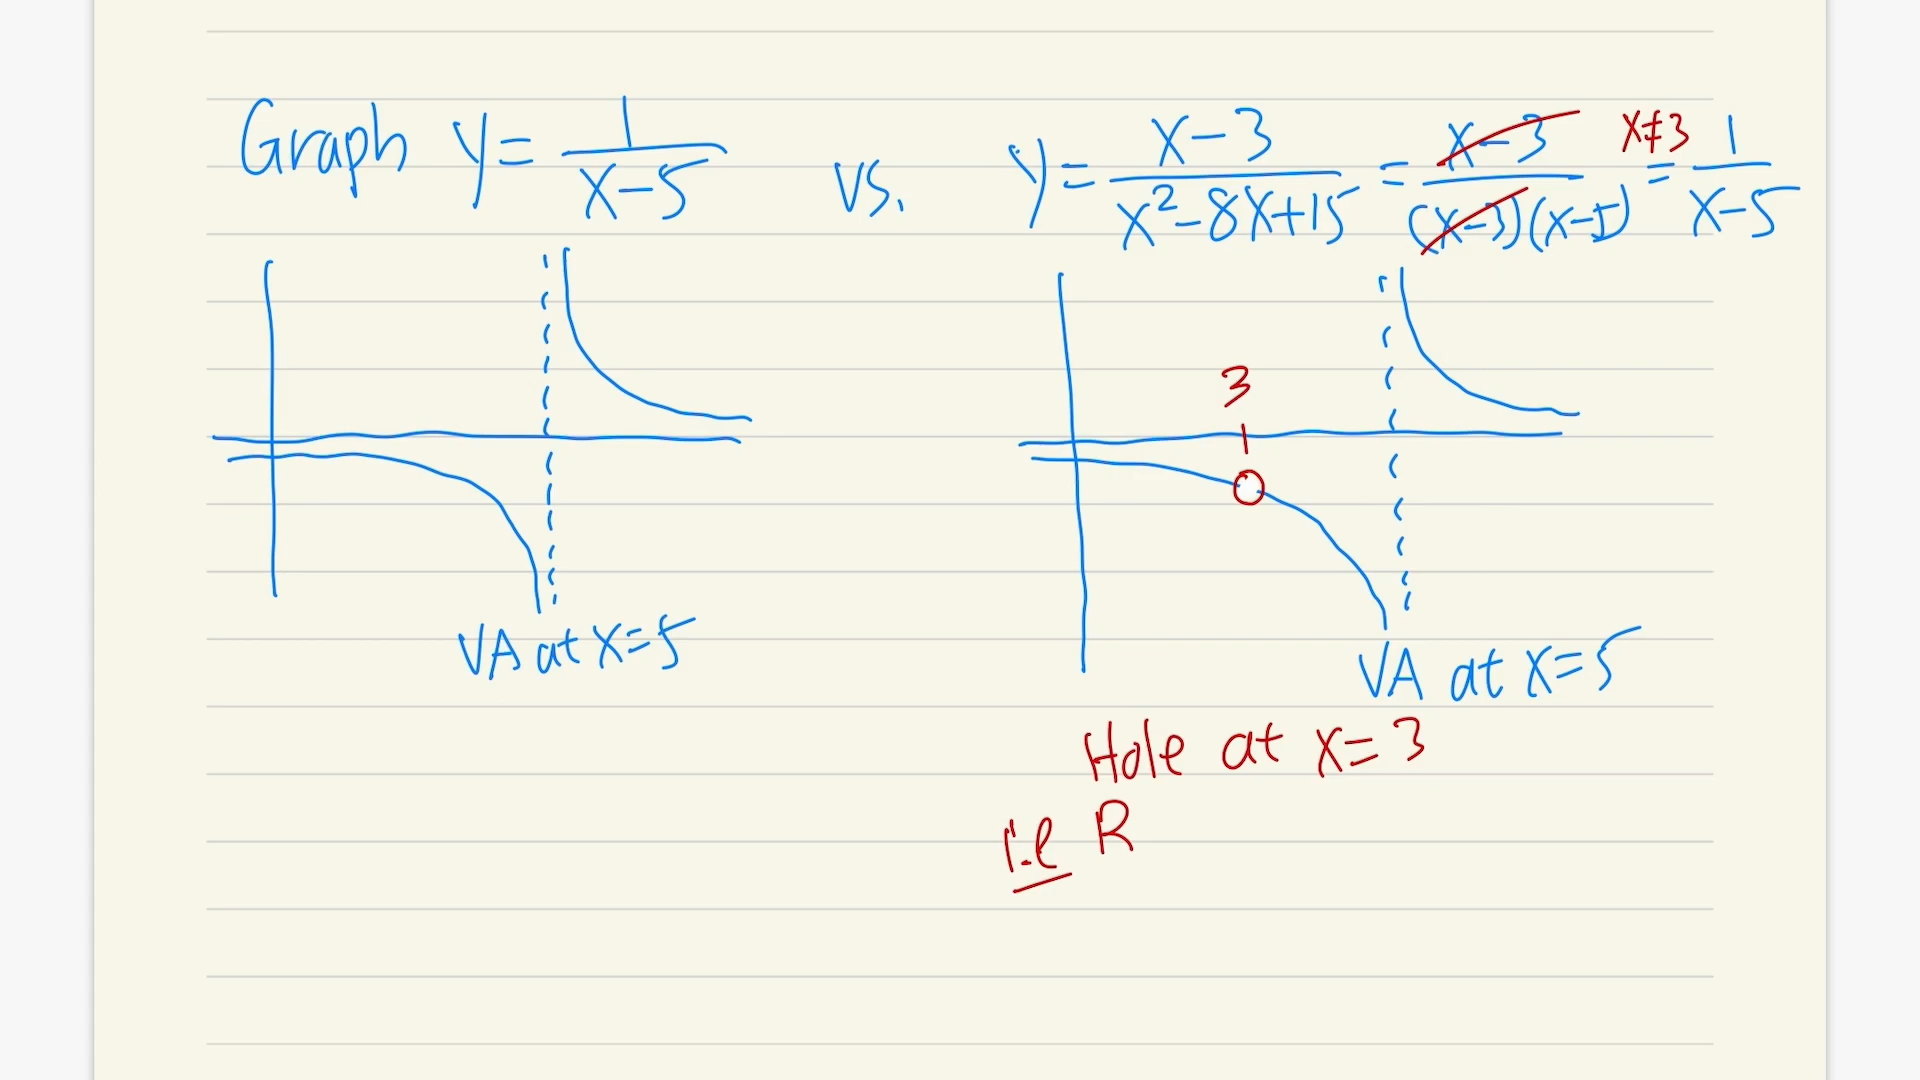 Graph y = 1/(x-5) vs. y = (x-3)/(x²-8x+15) = (x-3)/((x-3)(x-5)) = 1/(x-5) x≠3
3
VA at x=5
VA at x=5
Hole at x=3
i.e R